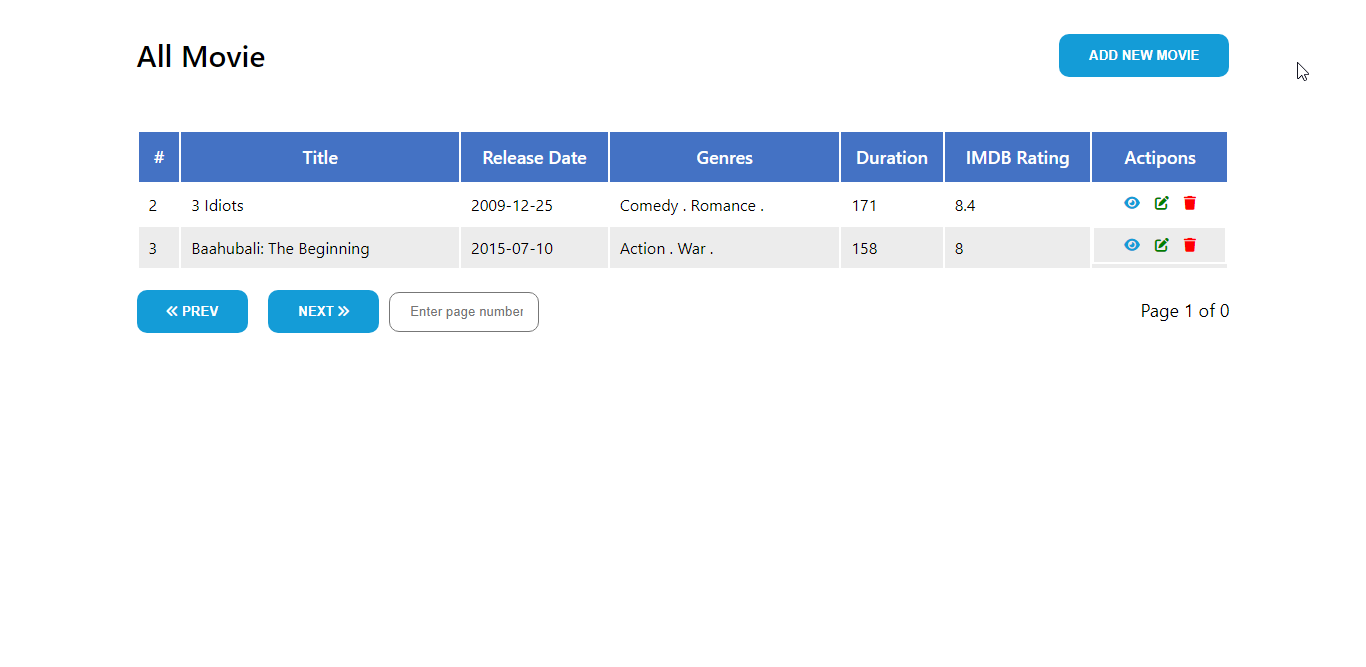 All Movie
ADD NEW MOVIE
# Title Release Date Genres Duration IMDB Rating Actipons
2 3 Idiots 2009-12-25 Comedy . Romance . 171 8.4
3 Baahubali: The Beginning 2015-07-10 Action . War . 158 8
« PREV NEXT » Enter page number Page 1 of 0